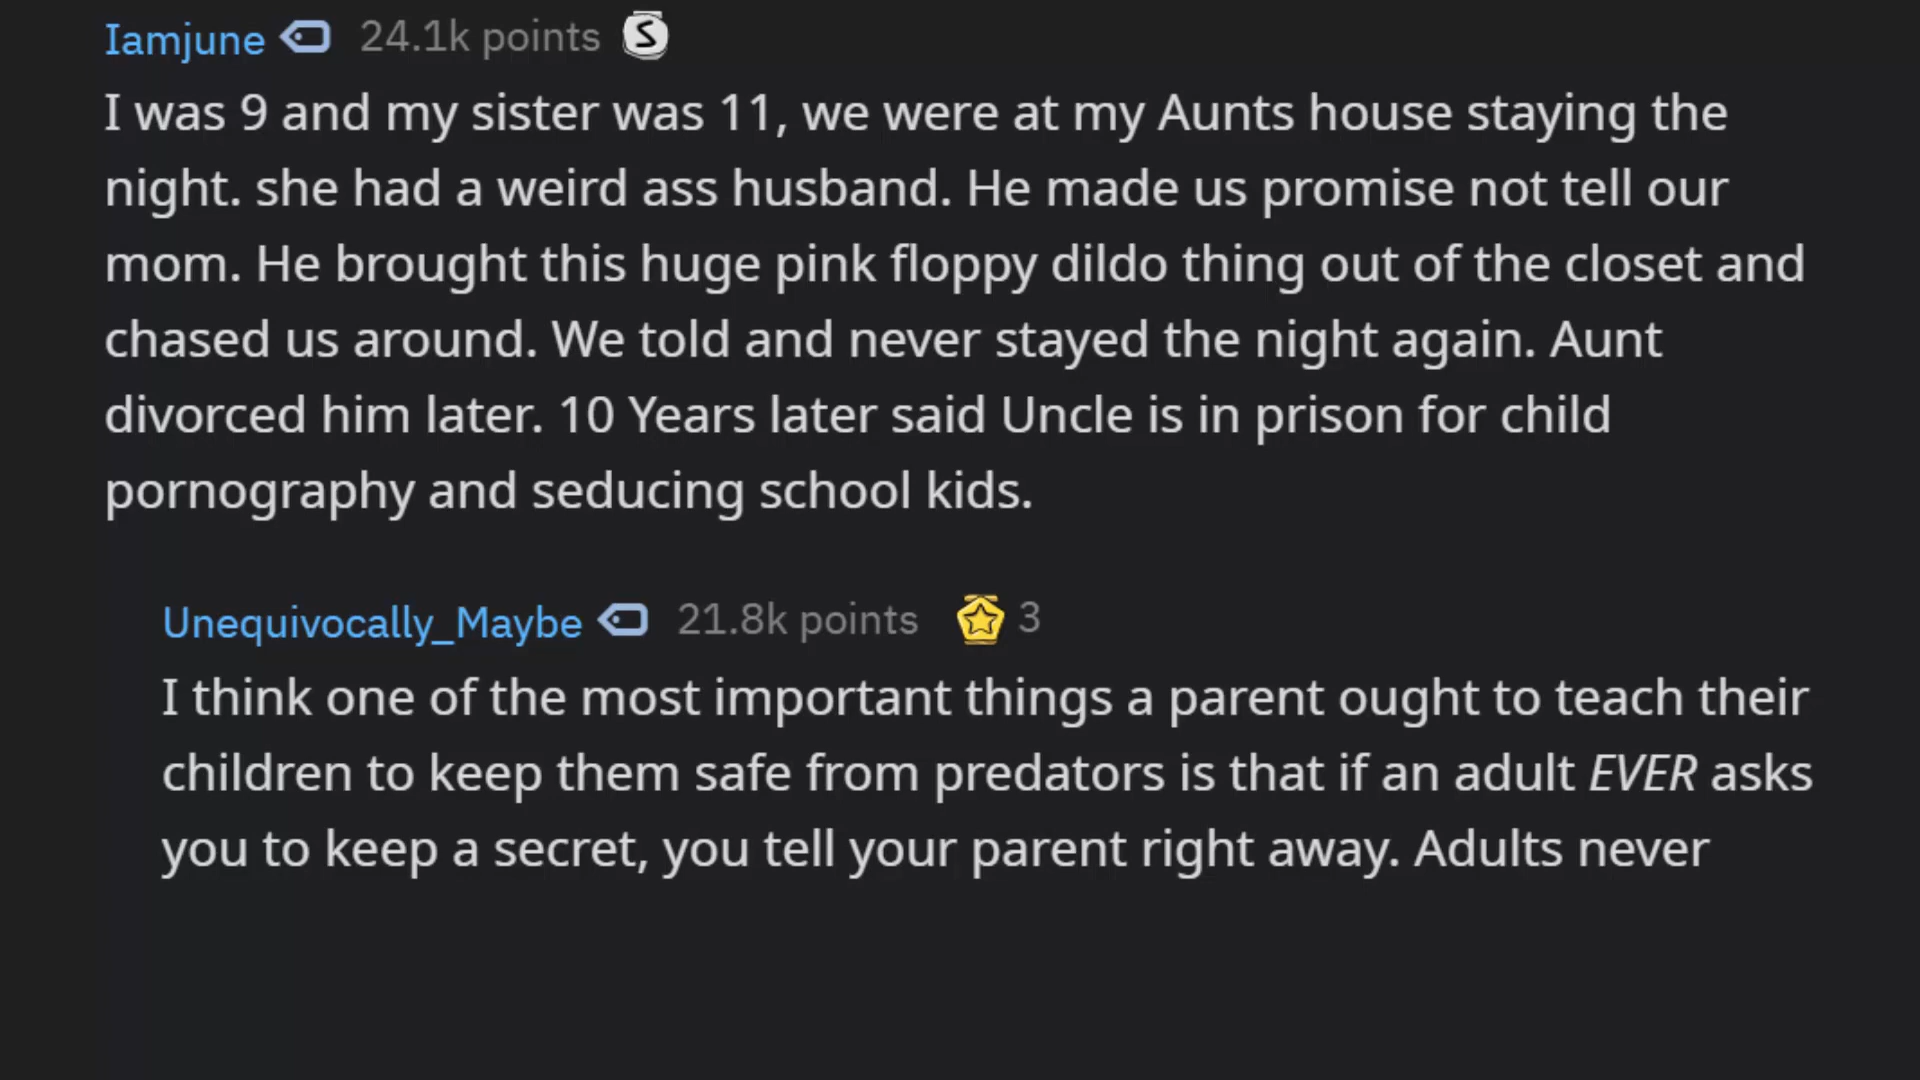 Iamjune 24.1k points S
I was 9 and my sister was 11, we were at my Aunts house staying the
night. she had a weird ass husband. He made us promise not tell our
mom. He brought this huge pink floppy dildo thing out of the closet and
chased us around. We told and never stayed the night again. Aunt
divorced him later. 10 Years later said Uncle is in prison for child
pornography and seducing school kids.
Unequivocally_Maybe 21.8k points 3
I think one of the most important things a parent ought to teach their
children to keep them safe from predators is that if an adult EVER asks
you to keep a secret, you tell your parent right away. Adults never